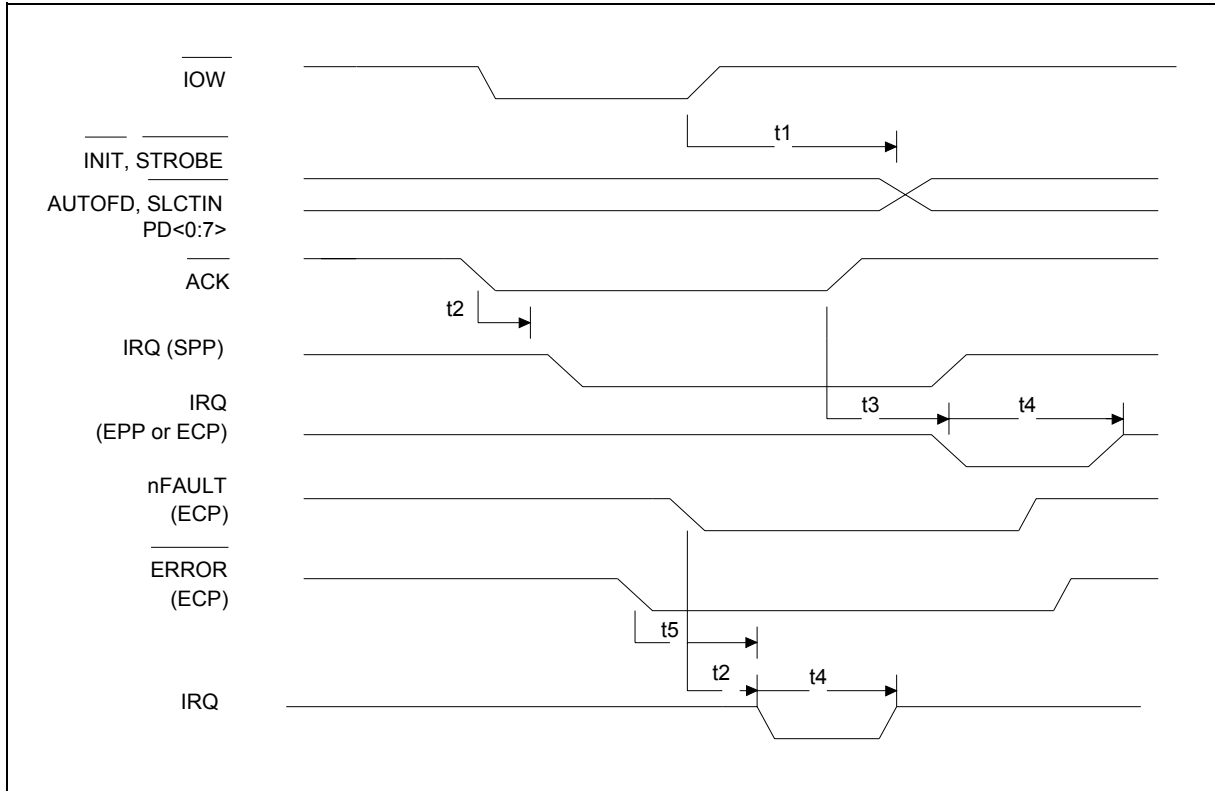 IOW
t1
INIT, STROBE
AUTOFD, SLCTIN
PD<0:7>
ACK
t2
IRQ (SPP)
IRQ
(EPP or ECP)
t3
t4
nFAULT
(ECP)
ERROR
(ECP)
t5
t2
t4
IRQ